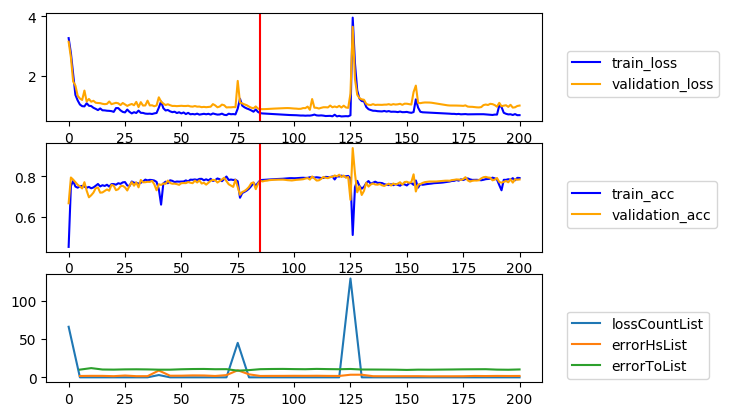 4
2
train_loss
validation_loss
0 25 50 75 100 125 150 175 200
0.8
0.6
train_acc
validation_acc
0 25 50 75 100 125 150 175 200
100
50
0
lossCountList
errorHsList
errorToList
0 25 50 75 100 125 150 175 200